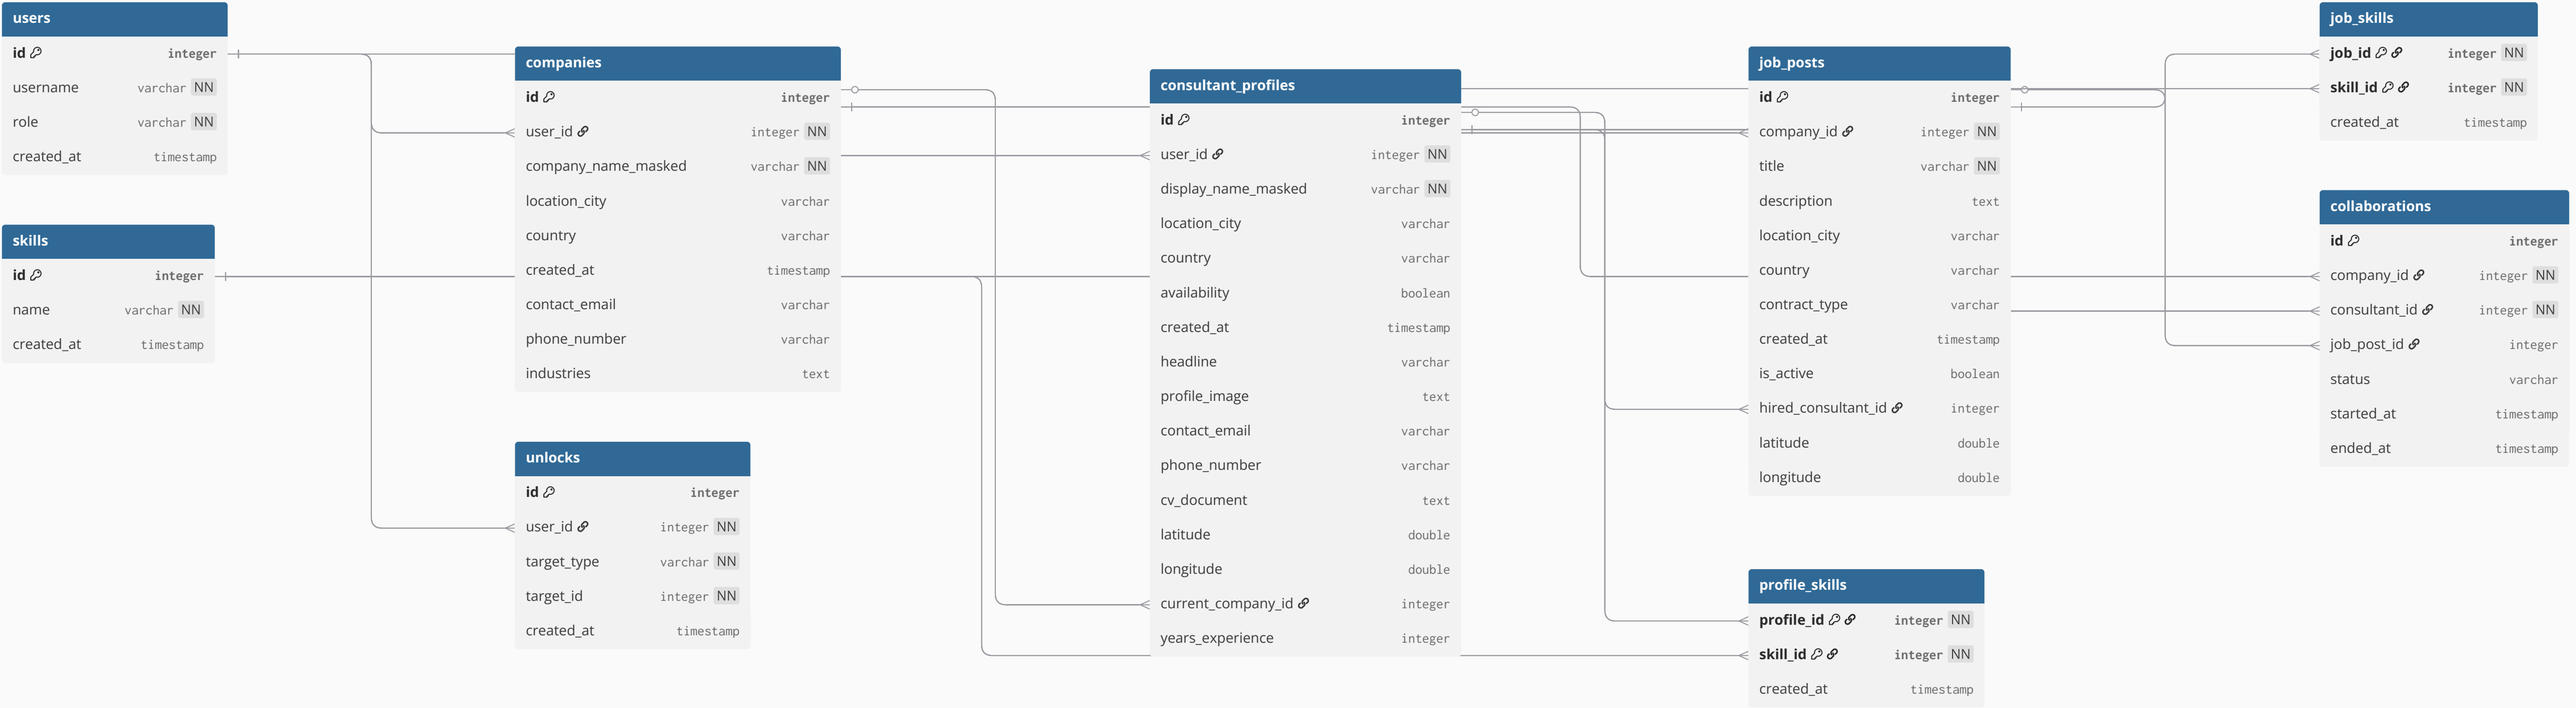 users
id integer
username varchar NN
role varchar NN
created_at timestamp
skills
id integer
name varchar NN
created_at timestamp
companies
id integer
user_id integer NN
company_name_masked varchar NN
location_city varchar
country varchar
created_at timestamp
contact_email varchar
phone_number varchar
industries text
unlocks
id integer
user_id integer NN
target_type varchar NN
target_id integer NN
created_at timestamp
consultant_profiles
id integer
user_id integer NN
display_name_masked varchar NN
location_city varchar
country varchar
availability boolean
created_at timestamp
headline varchar
profile_image text
contact_email varchar
phone_number varchar
cv_document text
latitude double
longitude double
current_company_id integer
years_experience integer
job_posts
id integer
company_id integer NN
title varchar NN
description text
location_city varchar
country varchar
contract_type varchar
created_at timestamp
is_active boolean
hired_consultant_id integer
latitude double
longitude double
profile_skills
profile_id integer NN
skill_id integer NN
created_at timestamp
job_skills
job_id integer NN
skill_id integer NN
created_at timestamp
collaborations
id integer
company_id integer NN
consultant_id integer NN
job_post_id integer
status varchar
started_at timestamp
ended_at timestamp